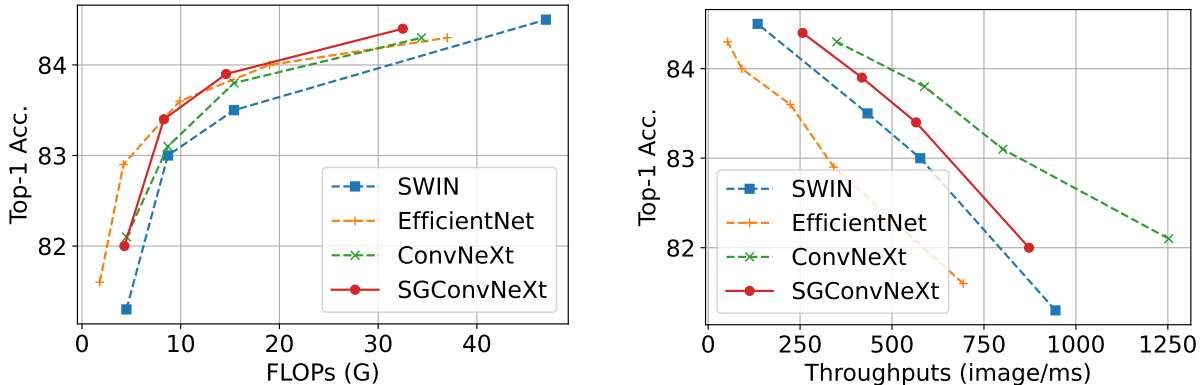 84
83
82
Top-1 Acc.
0
10
20
30
40
FLOPs (G)
SWIN
EfficientNet
ConvNeXt
SGConvNeXt
84
83
82
Top-1 Acc.
0
250
500
750
1000
1250
Throughputs (image/ms)
SWIN
EfficientNet
ConvNeXt
SGConvNeXt